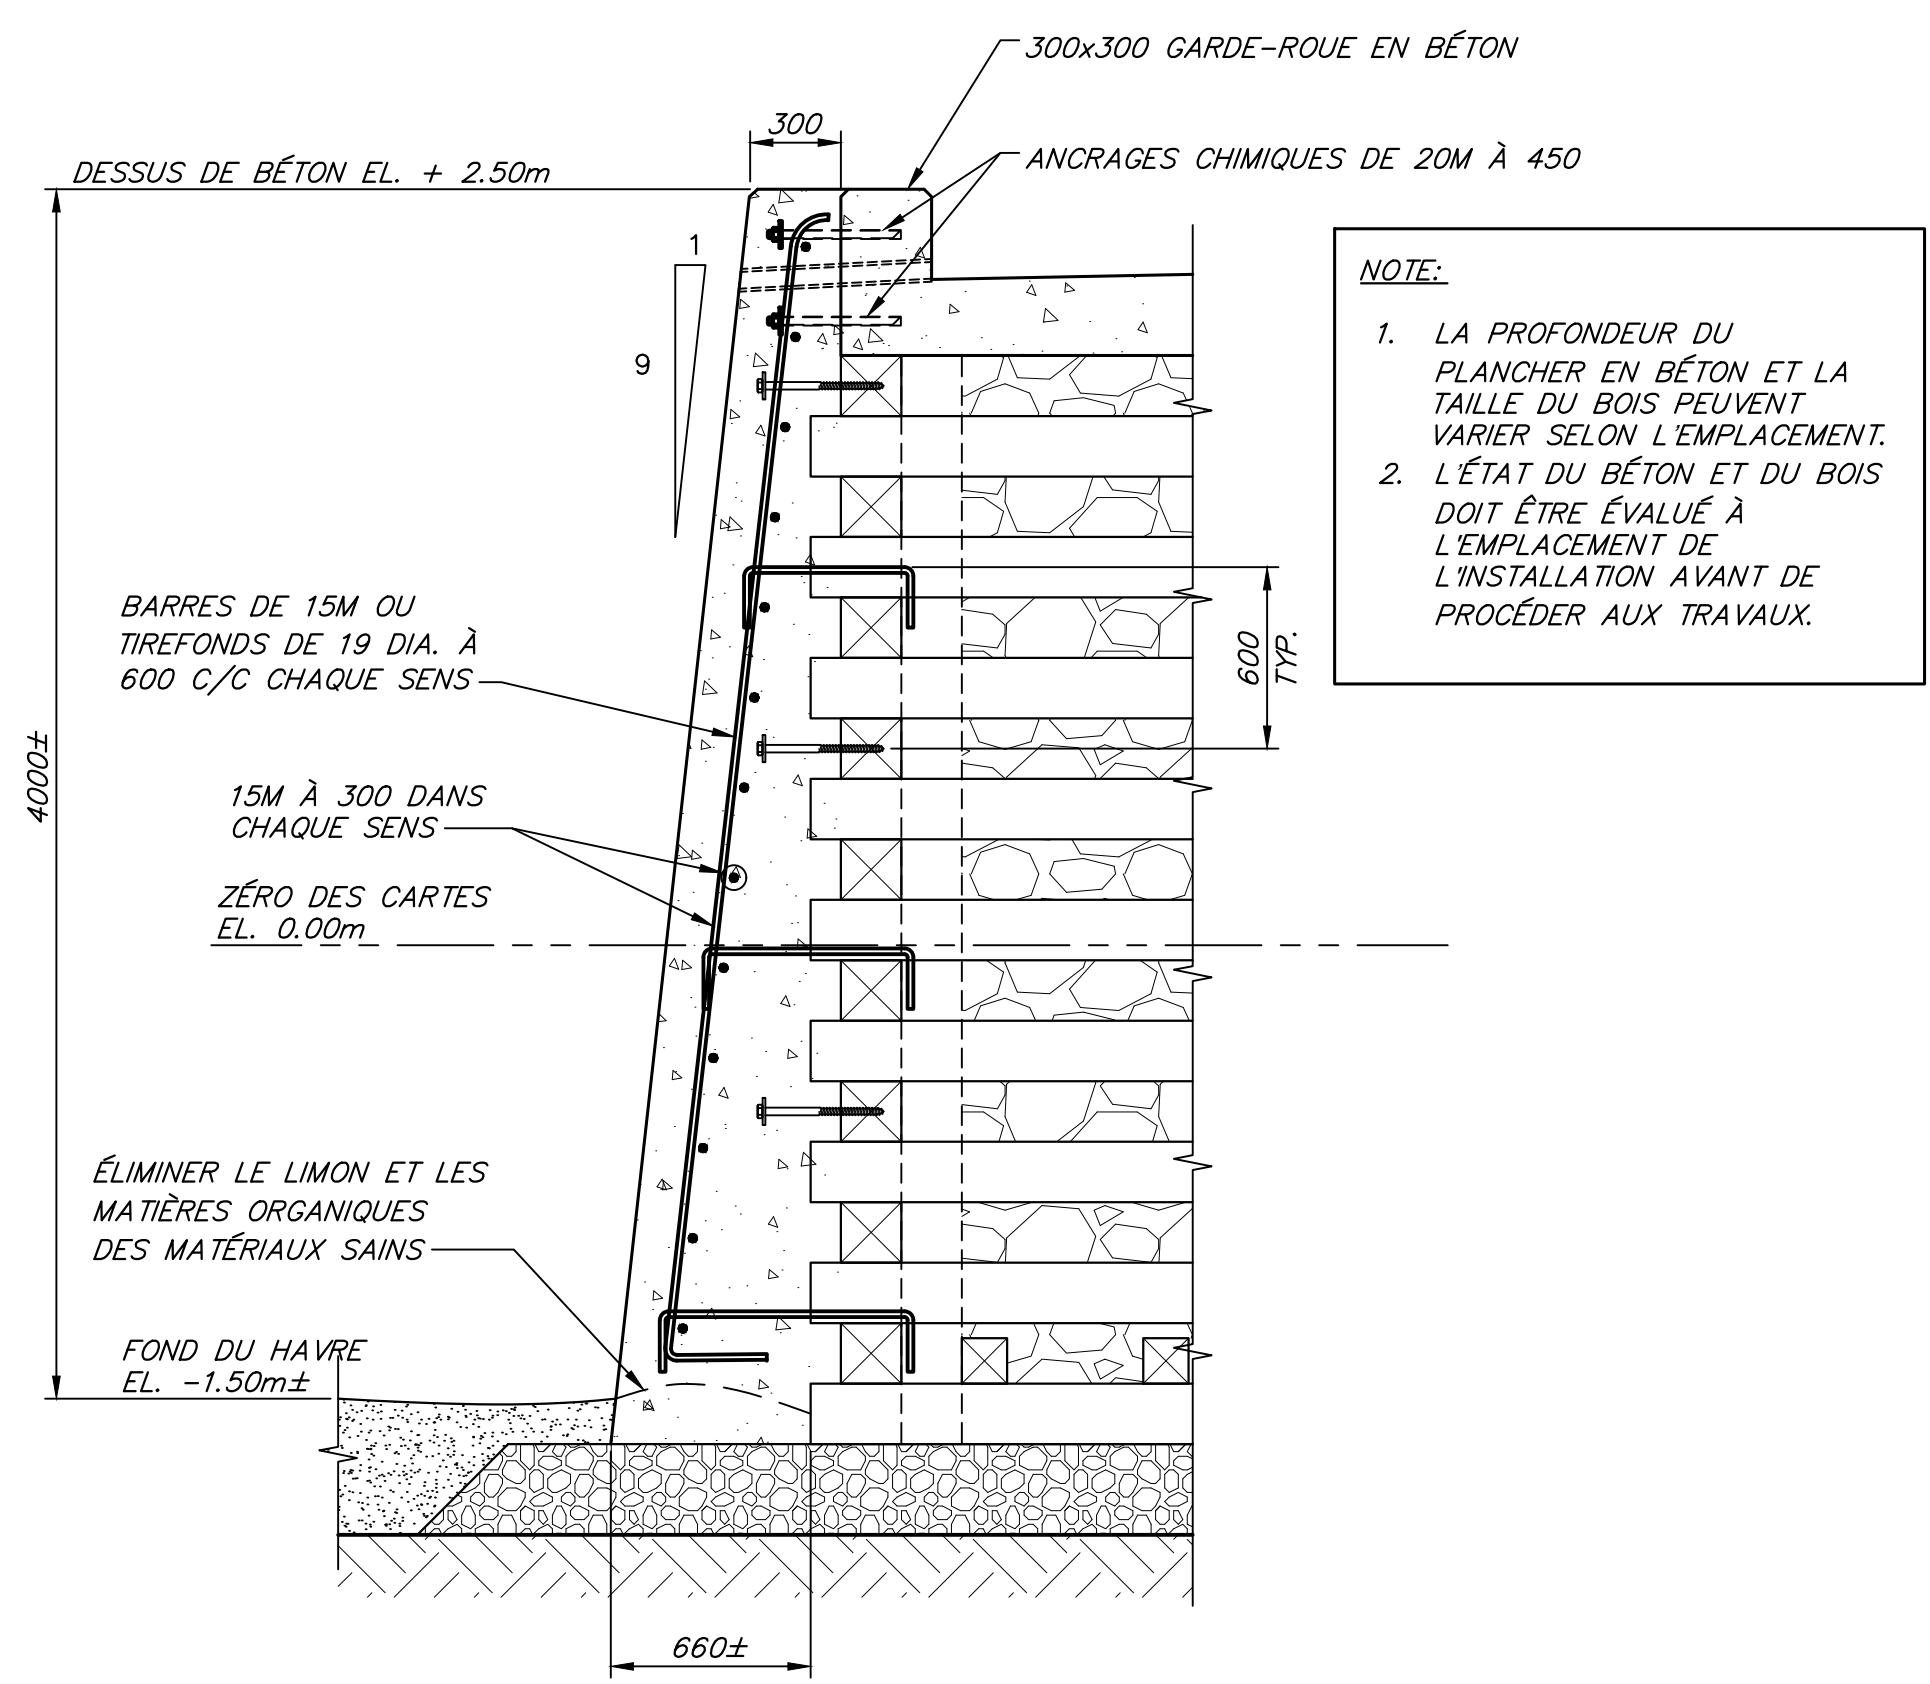 300x300 GARDE-ROUE EN BÉTON
300
ANCRAGES CHIMIQUES DE 20M À 450
DESSUS DE BÉTON EL. + 2.50m
1
9
NOTE:
1. LA PROFONDEUR DU
PLANCHER EN BÉTON ET LA
TAILLE DU BOIS PEUVENT
VARIER SELON L'EMPLACEMENT.
2. L'ÉTAT DU BÉTON ET DU BOIS
DOIT ÊTRE ÉVALUÉ À
L'EMPLACEMENT DE
L'INSTALLATION AVANT DE
PROCÉDER AUX TRAVAUX.
BARRES DE 15M OU
TIREFONDS DE 19 DIA. À
600 C/C CHAQUE SENS
600
TYP.
4000±
15M À 300 DANS
CHAQUE SENS
ZÉRO DES CARTES
EL. 0.00m
ÉLIMINER LE LIMON ET LES
MATIÈRES ORGANIQUES
DES MATÉRIAUX SAINS
FOND DU HAVRE
EL. -1.50m±
660±